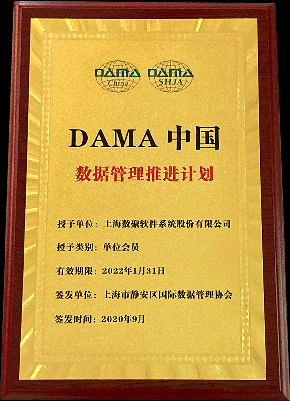 DAMA DAMA
China SHJA
DAMA 中国
数据管理推进计划
授予单位：上海数聚软件系统股份有限公司
授予类别：单位会员
有效期限：2022年1月31日
签发单位：上海市静安区国际数据管理协会
签发时间：2020年9月